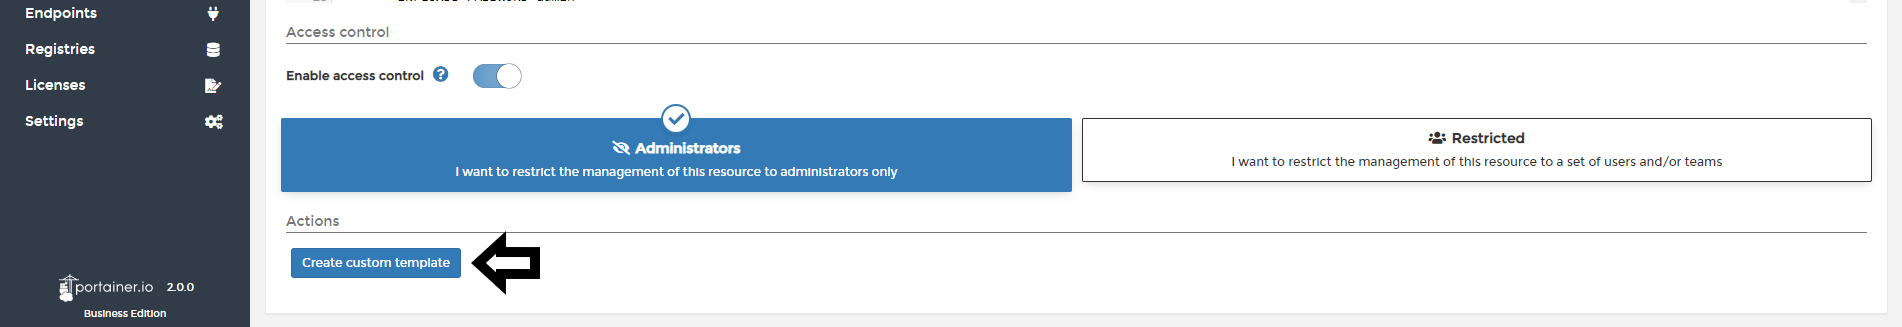 Endpoints
Registries
Licenses
Settings
portainer.io 2.0.0
Business Edition
Access control
Enable access control
Administrators
I want to restrict the management of this resource to administrators only
Restricted
I want to restrict the management of this resource to a set of users and/or teams
Actions
Create custom template